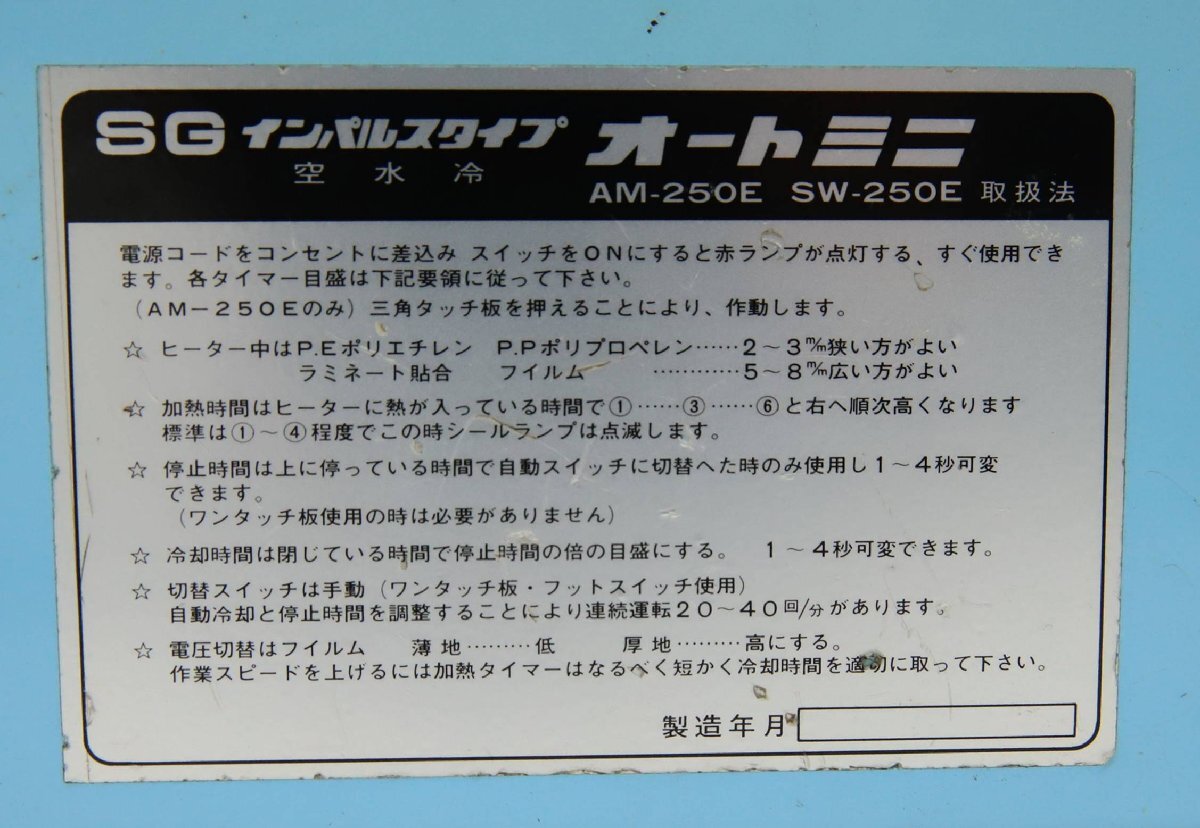 SG インパルスタイプ オートミニ
空水冷
AM-250E SW-250E 取扱法
電源コードをコンセントに差込み スイッチをONにすると赤ランプが点灯する、すぐ使用でき
ます。各タイマー目盛は下記要領に従って下さい。
(AM-250Eのみ)三角タッチ板を押えることにより、作動します。
☆ ヒーター中はP.Eポリエチレン P.Pポリプロペレン……2~3㎜狭い方がよい
ラミネート貼合 フイルム …………5~8㎜広い方がよい
☆ 加熱時間はヒーターに熱が入っている時間で①……③……⑥と右へ順次高くなります
標準は①~④程度でこの時シールランプは点滅します。
☆ 停止時間は上に停っている時間で自動スイッチに切替へた時のみ使用し1~4秒可変
できます。
(ワンタッチ板使用の時は必要がありません)
☆ 冷却時間は閉じている時間で停止時間の倍の目盛にする。 1~4秒可変できます。
☆ 切替スイッチは手動(ワンタッチ板・フットスイッチ使用)
自動冷却と停止時間を調整することにより連続運転20~40回/分があります。
☆ 電圧切替はフイルム 薄地………低 厚地………高にする。
作業スピードを上げるには加熱タイマーはなるべく短かく冷却時間を適切に取って下さい。
製造年月